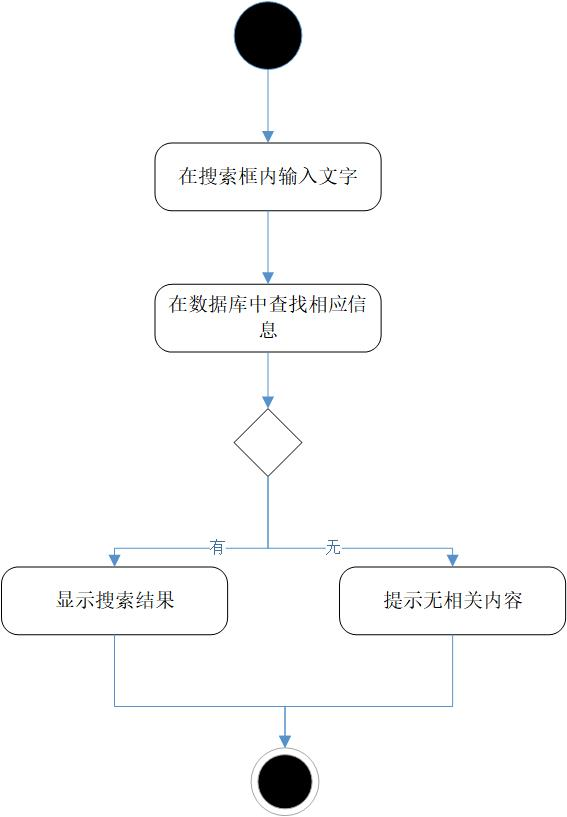 在搜索框内输入文字
在数据库中查找相应信
息
有
无
显示搜索结果
提示无相关内容